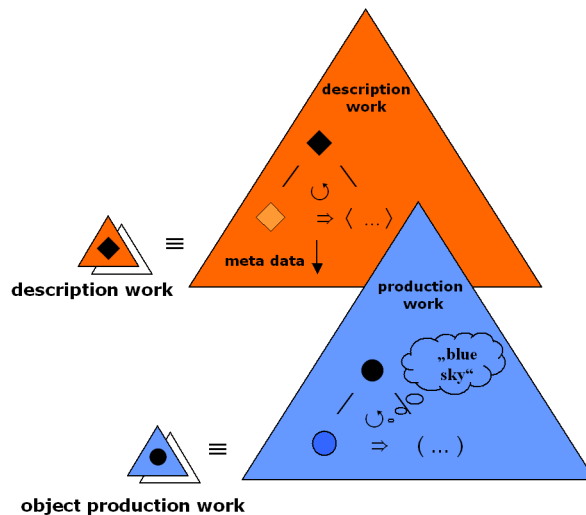 description
work
⇒ ⟨ ... ⟩
≡
meta data
description work
production
work
„blue
sky“
≡
⇒ ( ... )
object production work